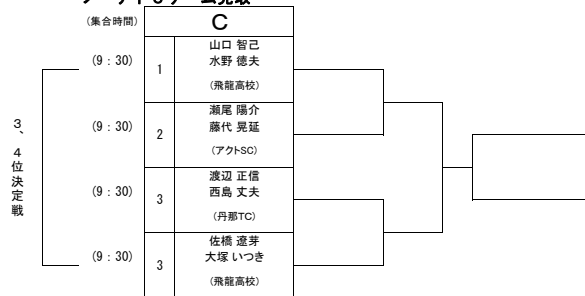 (集合時間)
C
(9:30)
1
山口 智己
水野 徳夫
(飛龍高校)
(9:30)
2
瀬尾 陽介
藤代 晃延
(アクトSC)
(9:30)
3
渡辺 正信
西島 丈夫
(丹那TC)
(9:30)
3
佐橋 遼芽
大塚 いつき
(飛龍高校)
3、4位決定戦